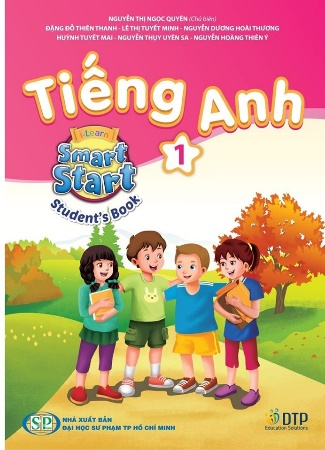 NGUYỄN THỊ NGỌC QUYÊN (Chủ biên)
ĐẶNG ĐỖ THIÊN THANH - LÊ THỊ TUYẾT MINH - NGUYỄN DƯƠNG HOÀI THƯƠNG
HUỲNH TUYẾT MAI - NGUYỄN THỤY UYÊN SA - NGUYỄN HOÀNG THIÊN Ý
Tiếng Anh
1
i-Learn
Smart
Start
Student's Book
SP
NHÀ XUẤT BẢN
ĐẠI HỌC SƯ PHẠM TP HỒ CHÍ MINH
DTP
Education Solutions